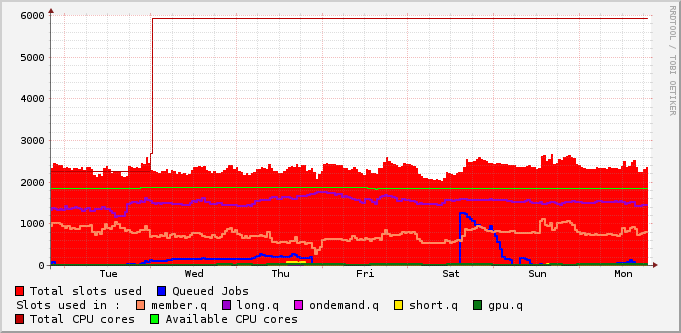 RRDTOOL / TOBI OETIKER
6000
5000
4000
3000
2000
1000
0
Tue Wed Thu Fri Sat Sun Mon
Total slots used Queued Jobs
Slots used in : member.q long.q ondemand.q short.q gpu.q
Total CPU cores Available CPU cores